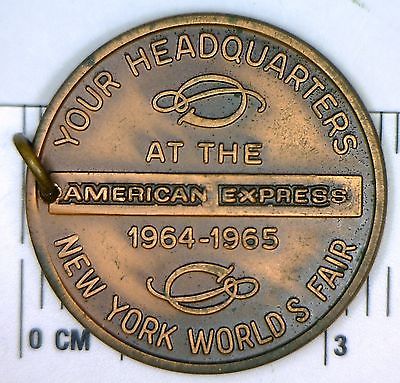 YOUR HEADQUARTERS
AT THE
AMERICAN EXPRESS
1964-1965
NEW YORK WORLD'S FAIR
0 CM
3